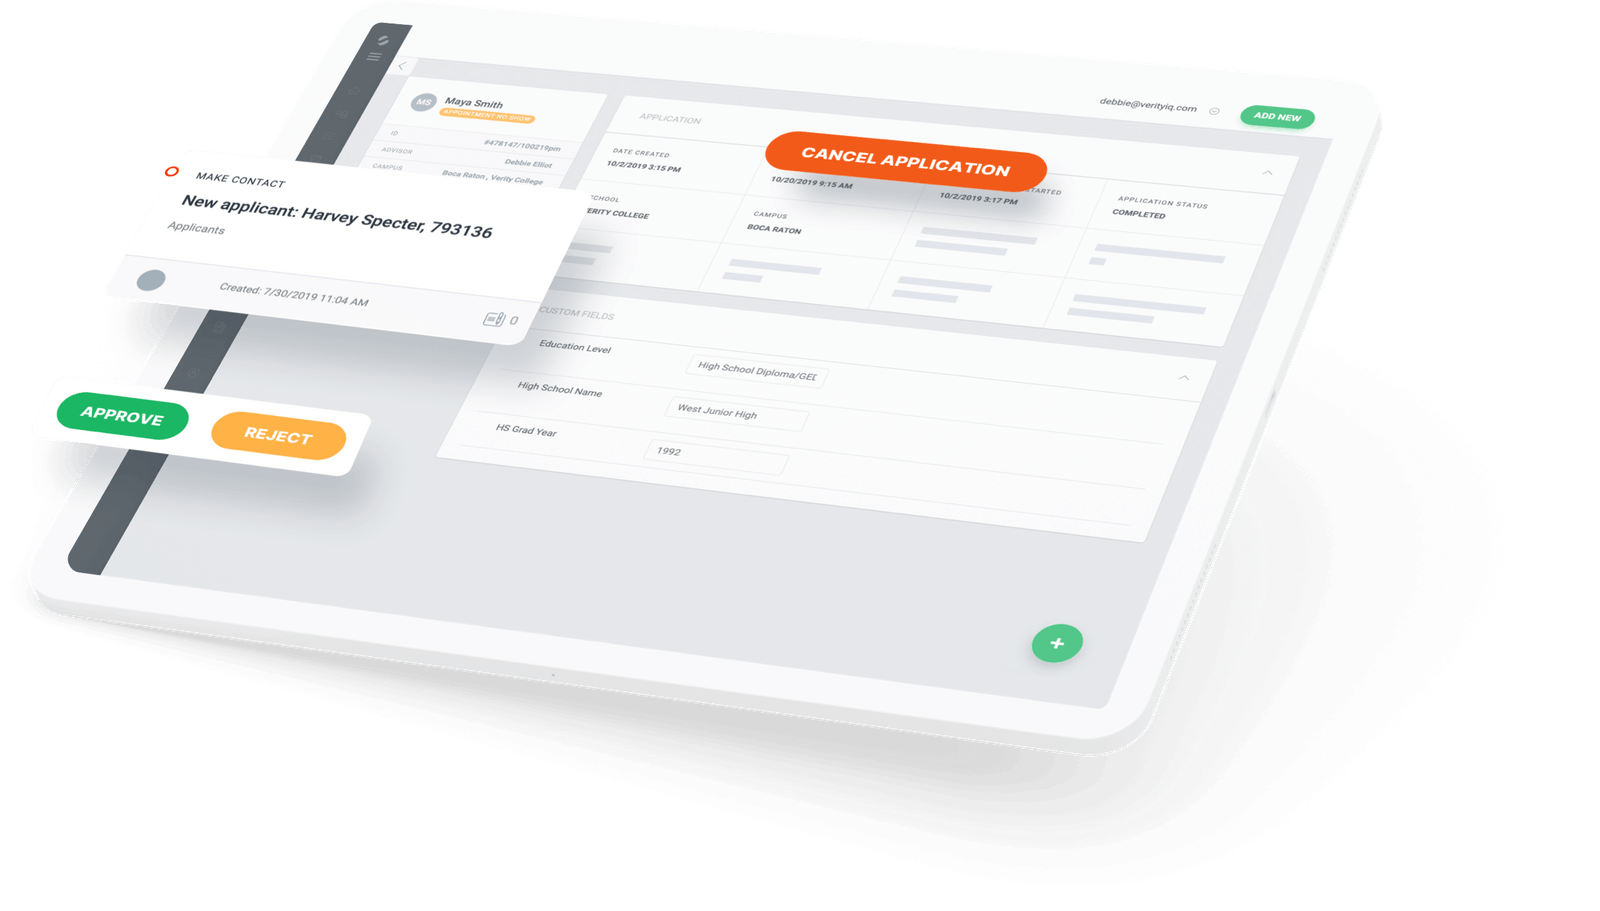 debbie@verityiq.com
ADD NEW
MS
Maya Smith
APPOINTMENT NO SHOW
ID
#478147/100219pm
ADVISOR
Debbie Elliot
CAMPUS
Boca Raton , Verity College
APPLICATION
CANCEL APPLICATION
DATE CREATED
10/2/2019 3:15 PM
10/20/2019 9:15 AM
STARTED
10/2/2019 3:17 PM
APPLICATION STATUS
COMPLETED
SCHOOL
VERITY COLLEGE
CAMPUS
BOCA RATON
MAKE CONTACT
New applicant: Harvey Specter, 793136
Applicants
Created: 7/30/2019 11:04 AM
0
CUSTOM FIELDS
Education Level
High School Diploma/GED
High School Name
West Junior High
HS Grad Year
1992
APPROVE
REJECT
+